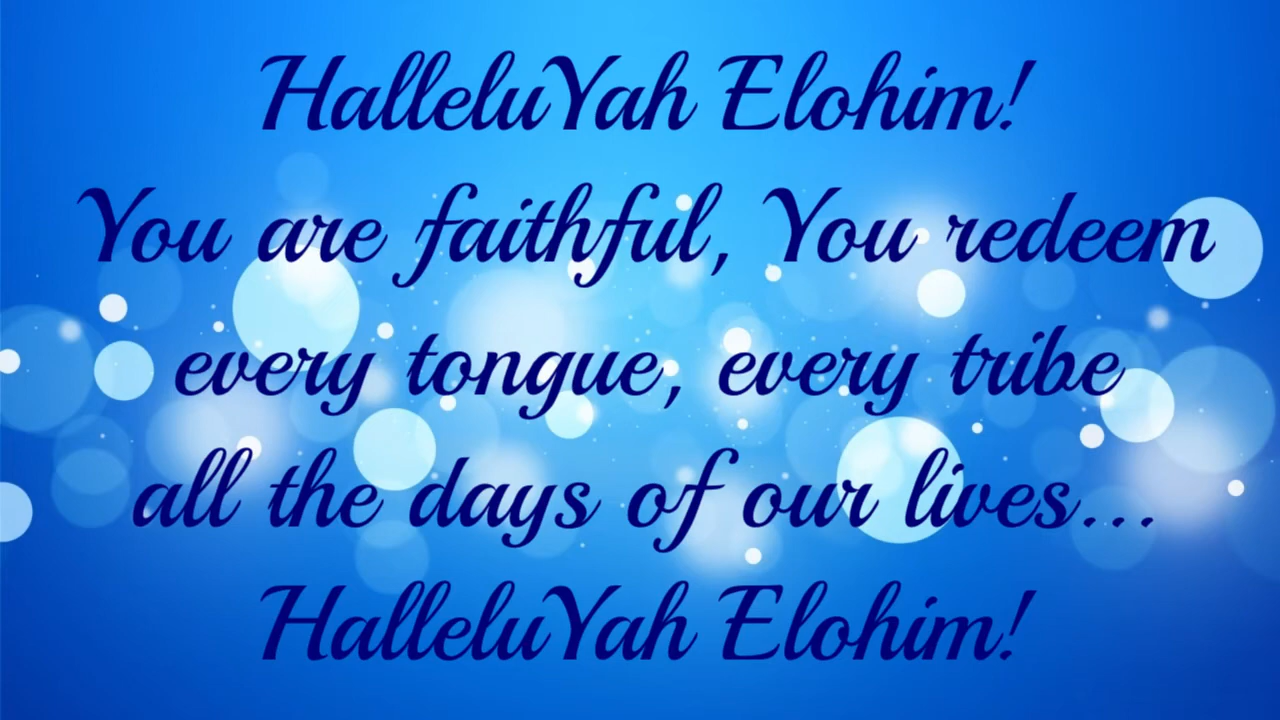 HalleluYah Elohim!
You are faithful, You redeem
every tongue, every tribe
all the days of our lives...
HalleluYah Elohim!